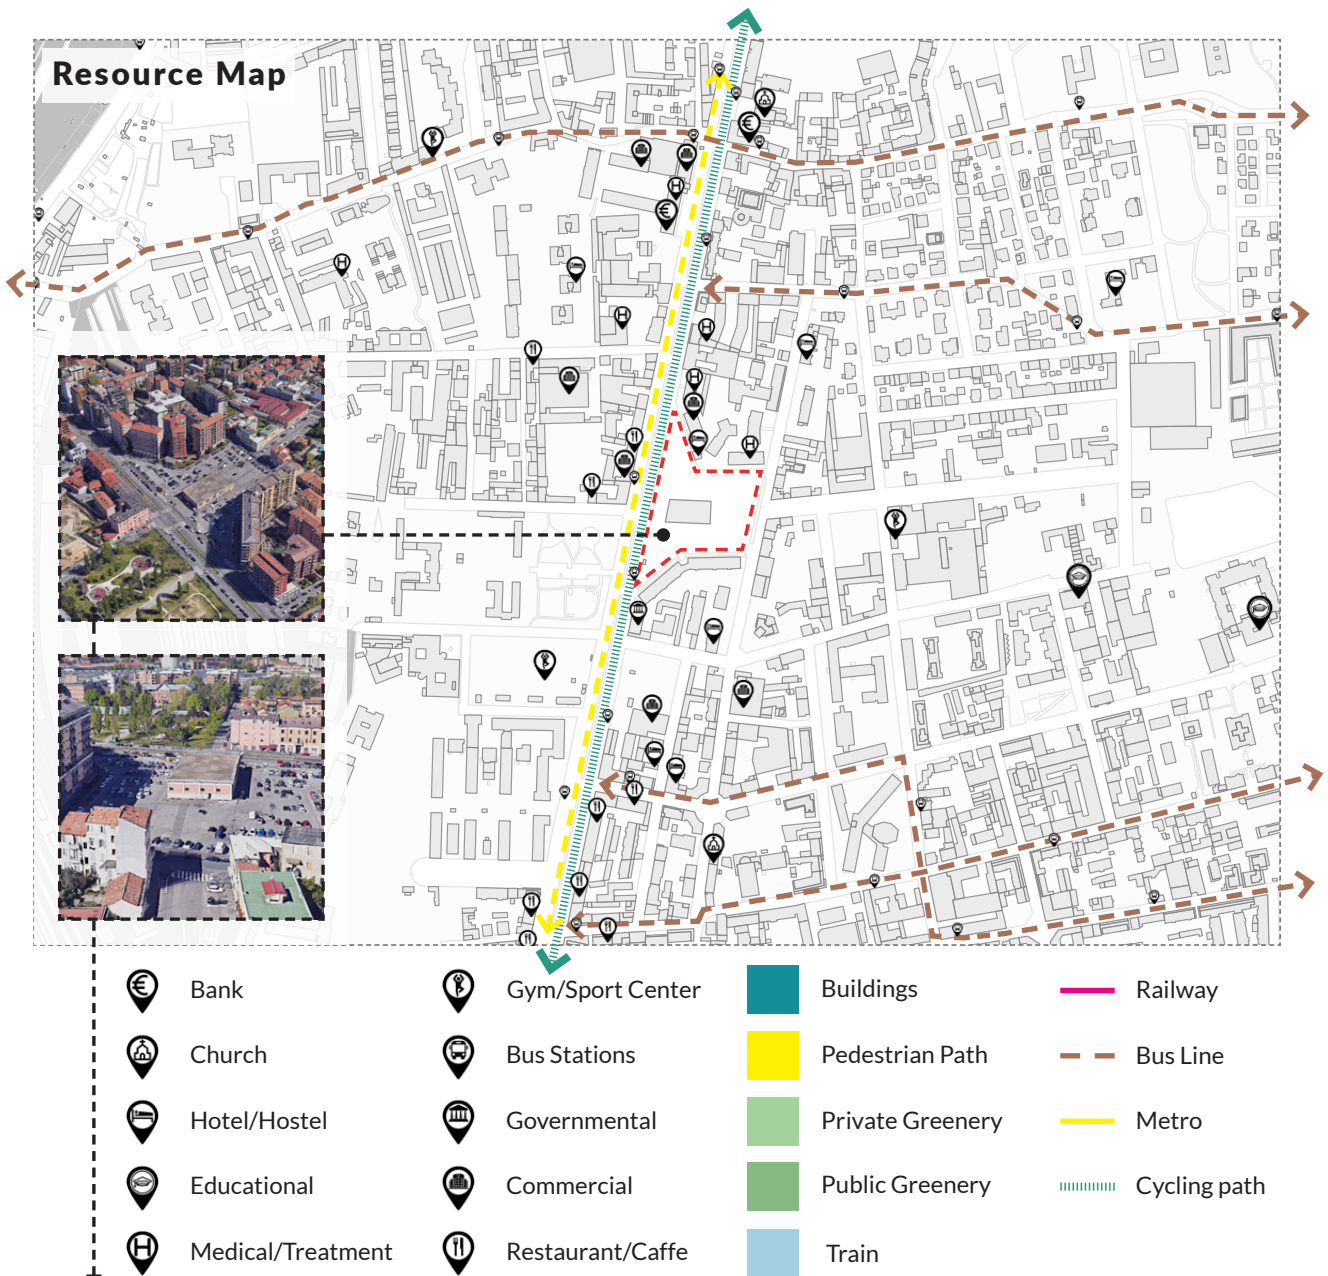 Resource Map
Bank
Church
Hotel/Hostel
Educational
Medical/Treatment
Gym/Sport Center
Bus Stations
Governmental
Commercial
Restaurant/Caffe
Buildings
Pedestrian Path
Private Greenery
Public Greenery
Train
Railway
Bus Line
Metro
Cycling path